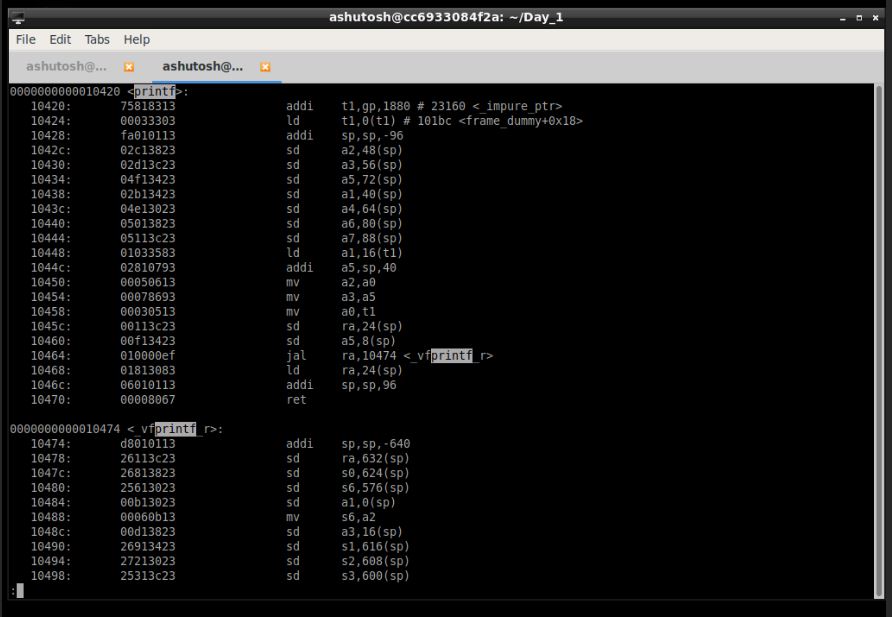 ashutosh@cc6933084f2a: ~/Day_1
File Edit Tabs Help
ashutosh@... ashutosh@...
0000000000010420 <printf>:
10420: 75818313 addi t1,gp,1880 # 23160 <_impure_ptr>
10424: 00033303 ld t1,0(t1) # 101bc <frame_dummy+0x18>
10428: fa010113 addi sp,sp,-96
1042c: 02c13823 sd a2,48(sp)
10430: 02d13c23 sd a3,56(sp)
10434: 04f13423 sd a5,72(sp)
10438: 02b13423 sd a1,40(sp)
1043c: 04e13023 sd a4,64(sp)
10440: 05013823 sd a6,80(sp)
10444: 05113c23 sd a7,88(sp)
10448: 01033583 ld a1,16(t1)
1044c: 02810793 addi a5,sp,40
10450: 00050613 mv a2,a0
10454: 00078693 mv a3,a5
10458: 00030513 mv a0,t1
1045c: 00113c23 sd ra,24(sp)
10460: 00f13423 sd a5,8(sp)
10464: 010000ef jal ra,10474 <_vfprintf_r>
10468: 01813083 ld ra,24(sp)
1046c: 06010113 addi sp,sp,96
10470: 00008067 ret
0000000000010474 <_vfprintf_r>:
10474: d8010113 addi sp,sp,-640
10478: 26113c23 sd ra,632(sp)
1047c: 26813823 sd s0,624(sp)
10480: 25613023 sd s6,576(sp)
10484: 00b13023 sd a1,0(sp)
10488: 00060b13 mv s6,a2
1048c: 00d13823 sd a3,16(sp)
10490: 26913423 sd s1,616(sp)
10494: 27213023 sd s2,608(sp)
10498: 25313c23 sd s3,600(sp)
: